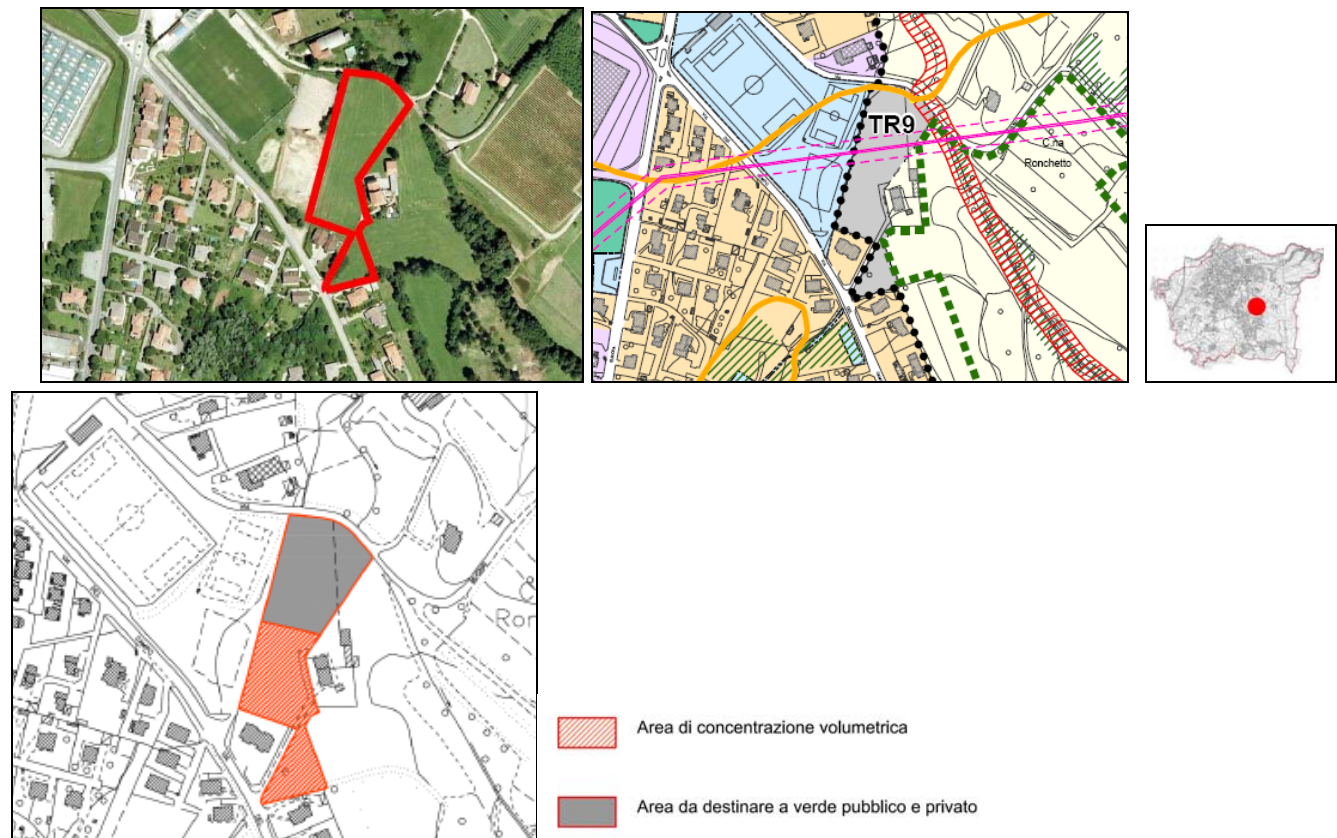 TR9
C.na
Ronchetto
Ron
Area di concentrazione volumetrica
Area da destinare a verde pubblico e privato